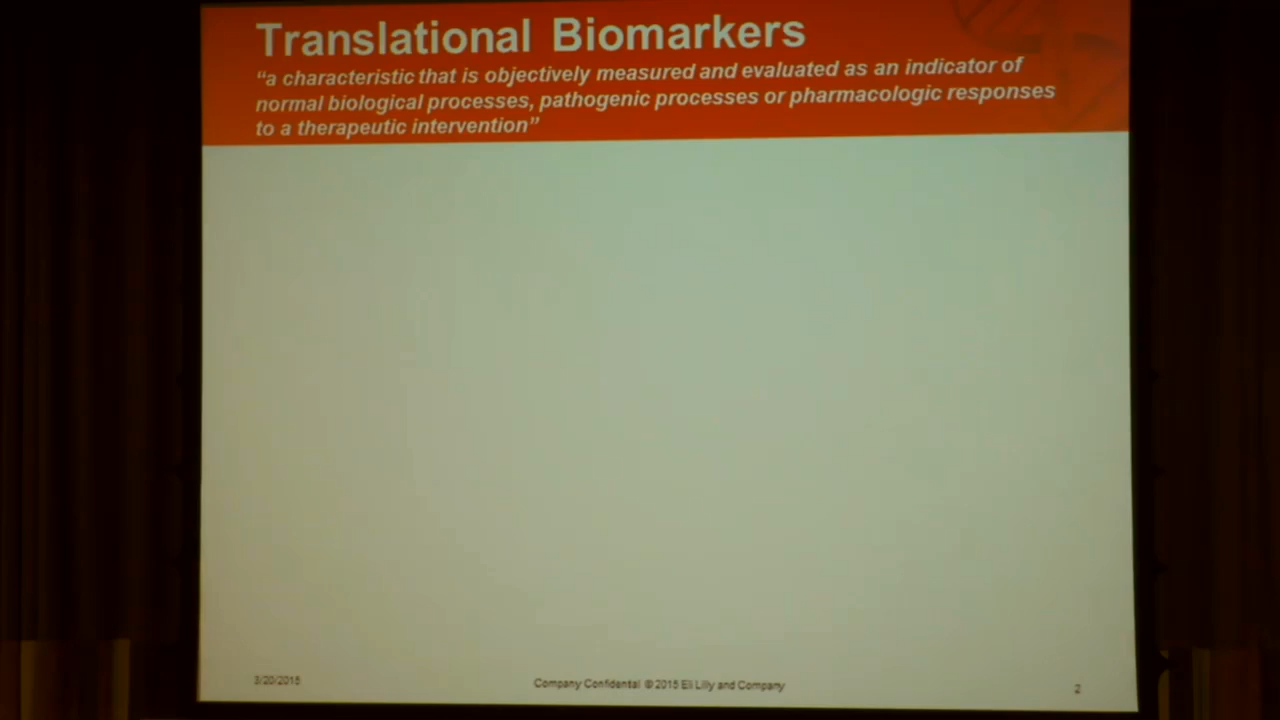 Translational Biomarkers
“a characteristic that is objectively measured and evaluated as an indicator of
normal biological processes, pathogenic processes or pharmacologic responses
to a therapeutic intervention”
3/20/2015
Company Confidential © 2015 Eli Lilly and Company
2